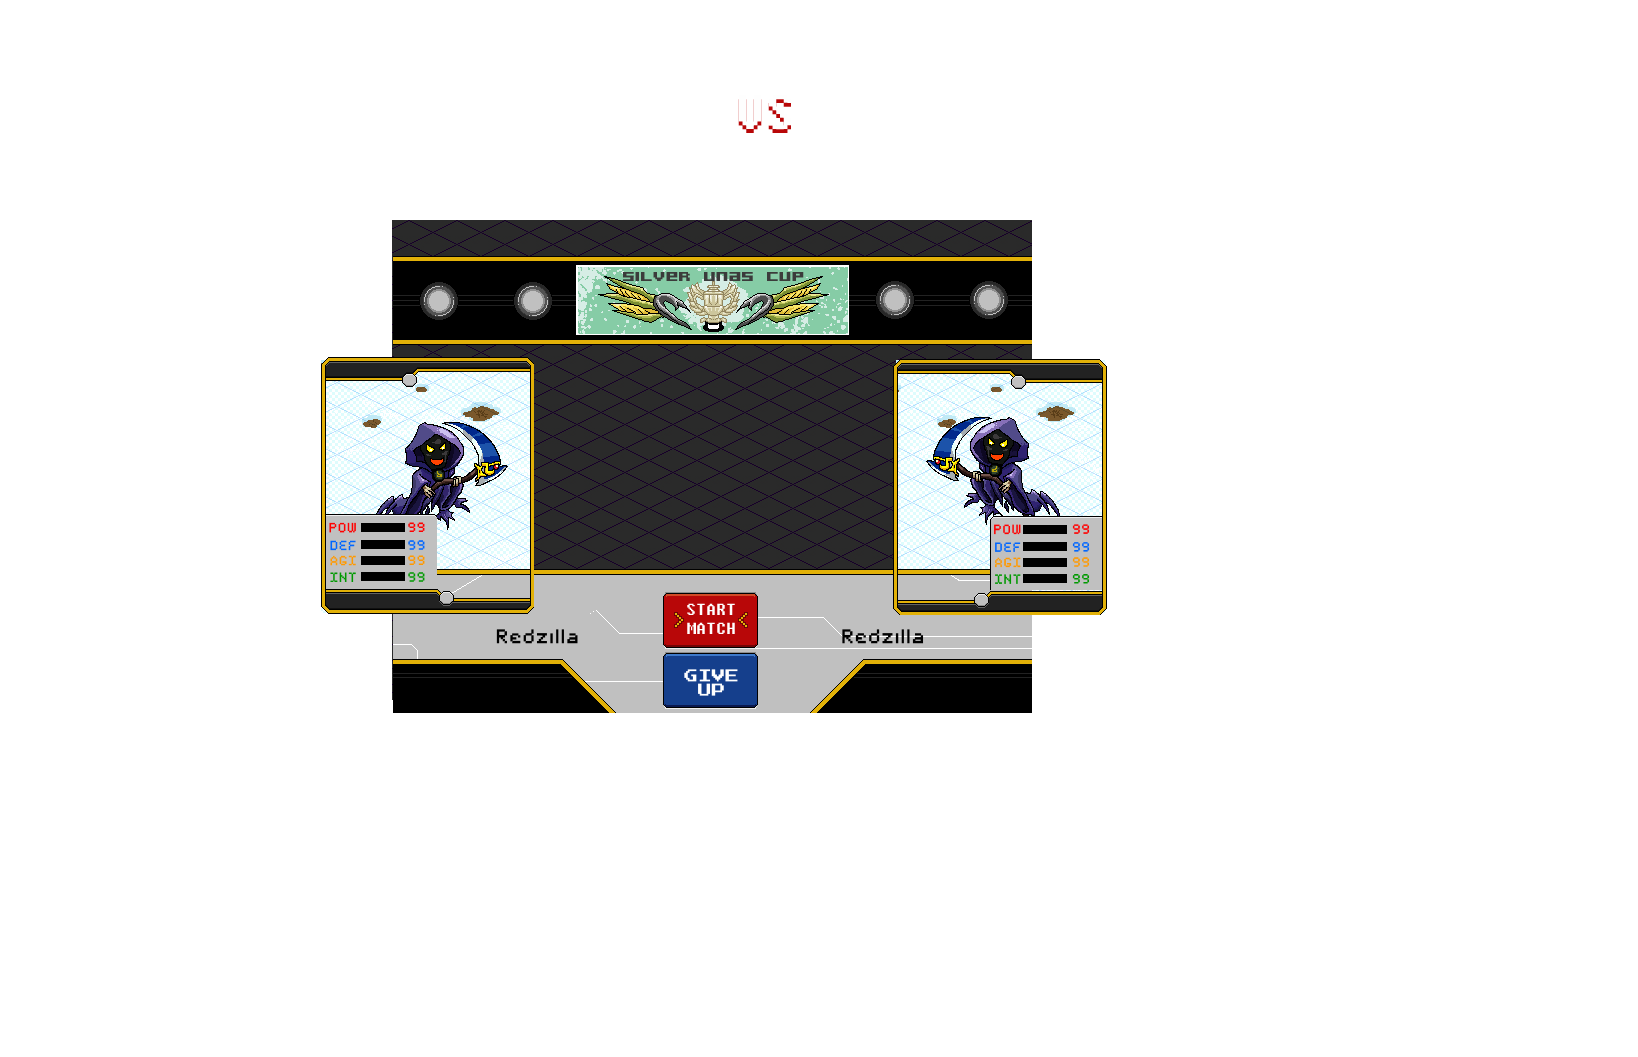 VS
SILVER UNAS CUP
POW 99
DEF 99
AGI 99
INT 99
POW 99
DEF 99
AGI 99
INT 99
START
> MATCH <
Redzilla
Redzilla
GIVE
UP